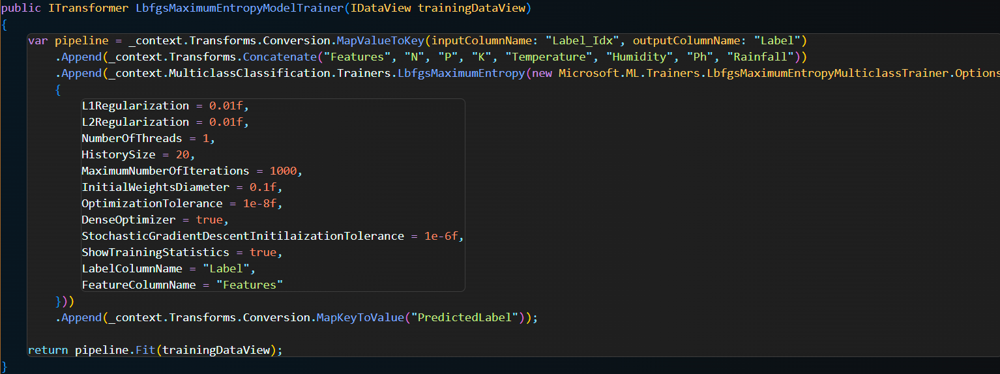 public ITransformer LbfgsMaximumEntropyModelTrainer(IDataView trainingDataView)
{
var pipeline = _context.Transforms.Conversion.MapValueToKey(inputColumnName: "Label_Idx", outputColumnName: "Label")
.Append(_context.Transforms.Concatenate("Features", "N", "P", "K", "Temperature", "Humidity", "Ph", "Rainfall"))
.Append(_context.MulticlassClassification.Trainers.LbfgsMaximumEntropy(new Microsoft.ML.Trainers.LbfgsMaximumEntropyMulticlassTrainer.Options
{
L1Regularization = 0.01f,
L2Regularization = 0.01f,
NumberOfThreads = 1,
HistorySize = 20,
MaximumNumberOfIterations = 1000,
InitialWeightsDiameter = 0.1f,
OptimizationTolerance = 1e-8f,
DenseOptimizer = true,
StochasticGradientDescentInitilaizationTolerance = 1e-6f,
ShowTrainingStatistics = true,
LabelColumnName = "Label",
FeatureColumnName = "Features"
}))
.Append(_context.Transforms.Conversion.MapKeyToValue("PredictedLabel"));
return pipeline.Fit(trainingDataView);
}